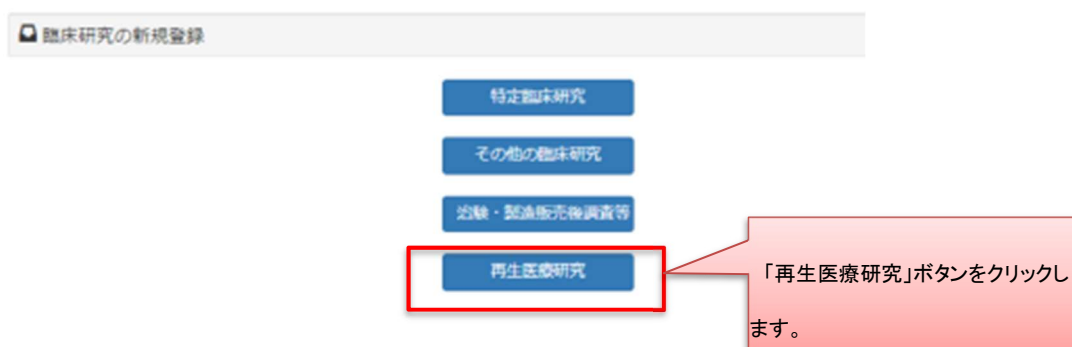 臨床研究の新規登録
特定臨床研究
その他の臨床研究
治験・製造販売後調査等
再生医療研究
「再生医療研究」ボタンをクリックし
ます。